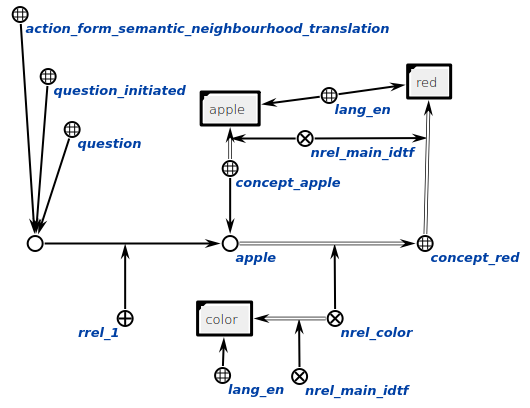 action_form_semantic_neighbourhood_translation
question_initiated
question
apple
red
lang_en
nrel_main_idtf
concept_apple
apple
concept_red
rrel_1
color
nrel_color
lang_en
nrel_main_idtf